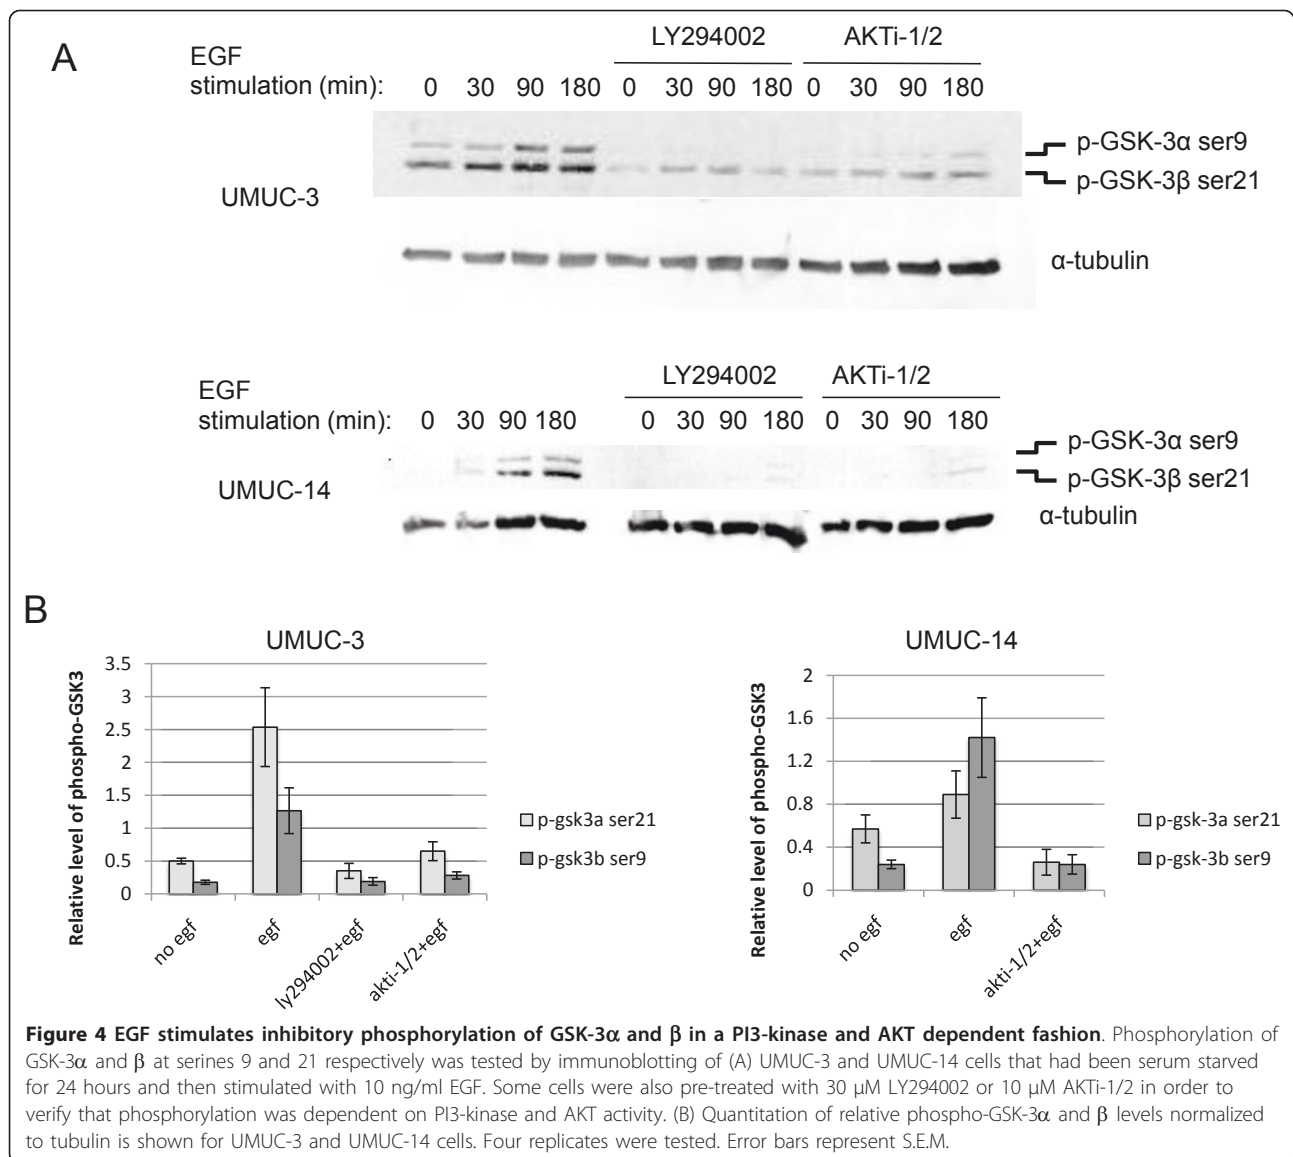 A
LY294002 AKTi-1/2
EGF
stimulation (min): 0 30 90 180 0 30 90 180 0 30 90 180
p-GSK-3α ser9
p-GSK-3β ser21
UMUC-3
α-tubulin
LY294002 AKTi-1/2
EGF
stimulation (min): 0 30 90 180 0 30 90 180 0 30 90 180
p-GSK-3α ser9
p-GSK-3β ser21
UMUC-14
α-tubulin
B
UMUC-3
Relative level of phospho-GSK3
3.5
3
2.5
2
1.5
1
0.5
0
no egf
egf
ly294002+egf
akti-1/2+egf
p-gsk3a ser21
p-gsk3b ser9
UMUC-14
Relative level of phospho-GSK3
2
1.6
1.2
0.8
0.4
0
no egf
egf
akti-1/2+egf
p-gsk-3a ser21
p-gsk-3b ser9
Figure 4 EGF stimulates inhibitory phosphorylation of GSK-3α and β in a PI3-kinase and AKT dependent fashion. Phosphorylation of
GSK-3α and β at serines 9 and 21 respectively was tested by immunoblotting of (A) UMUC-3 and UMUC-14 cells that had been serum starved
for 24 hours and then stimulated with 10 ng/ml EGF. Some cells were also pre-treated with 30 μM LY294002 or 10 μM AKTi-1/2 in order to
verify that phosphorylation was dependent on PI3-kinase and AKT activity. (B) Quantitation of relative phospho-GSK-3α and β levels normalized
to tubulin is shown for UMUC-3 and UMUC-14 cells. Four replicates were tested. Error bars represent S.E.M.